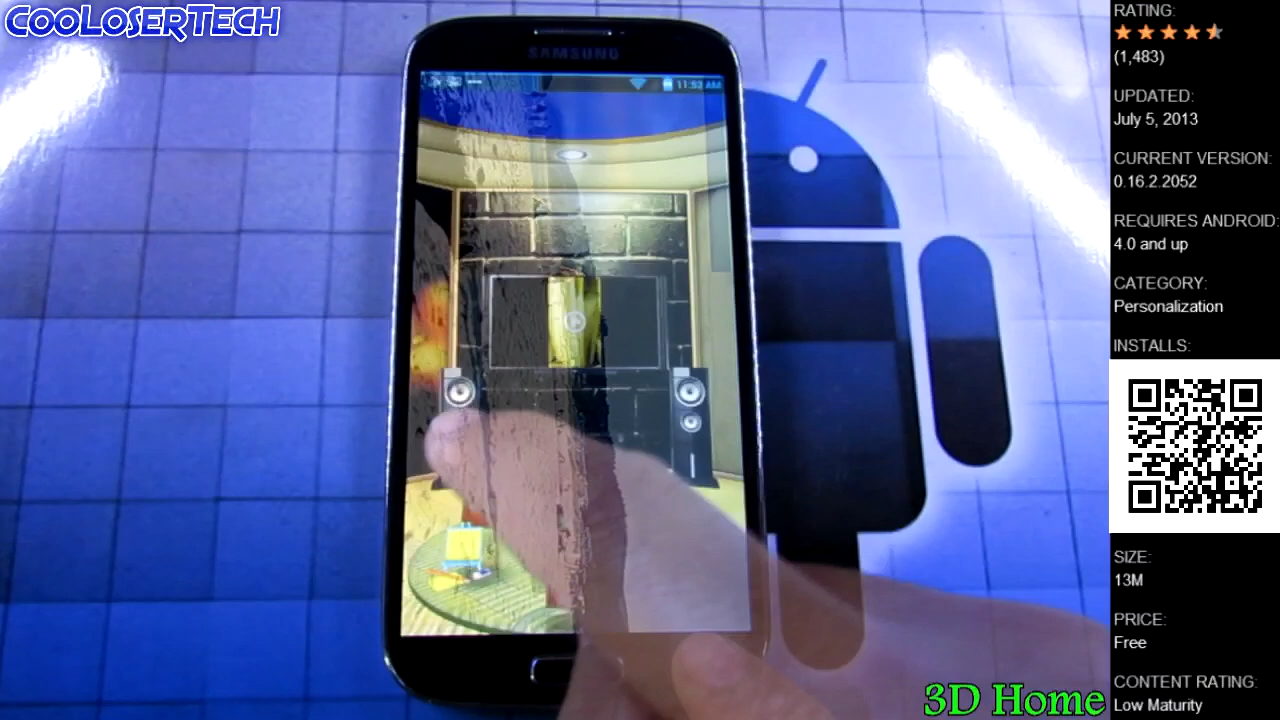 COOLOSERTECH
SAMSUNG
11:52 AM
RATING:
(1,483)
UPDATED:
July 5, 2013
CURRENT VERSION:
0.16.2.2052
REQUIRES ANDROID:
4.0 and up
CATEGORY:
Personalization
INSTALLS:
SIZE:
13M
PRICE:
Free
CONTENT RATING:
Low Maturity
3D Home